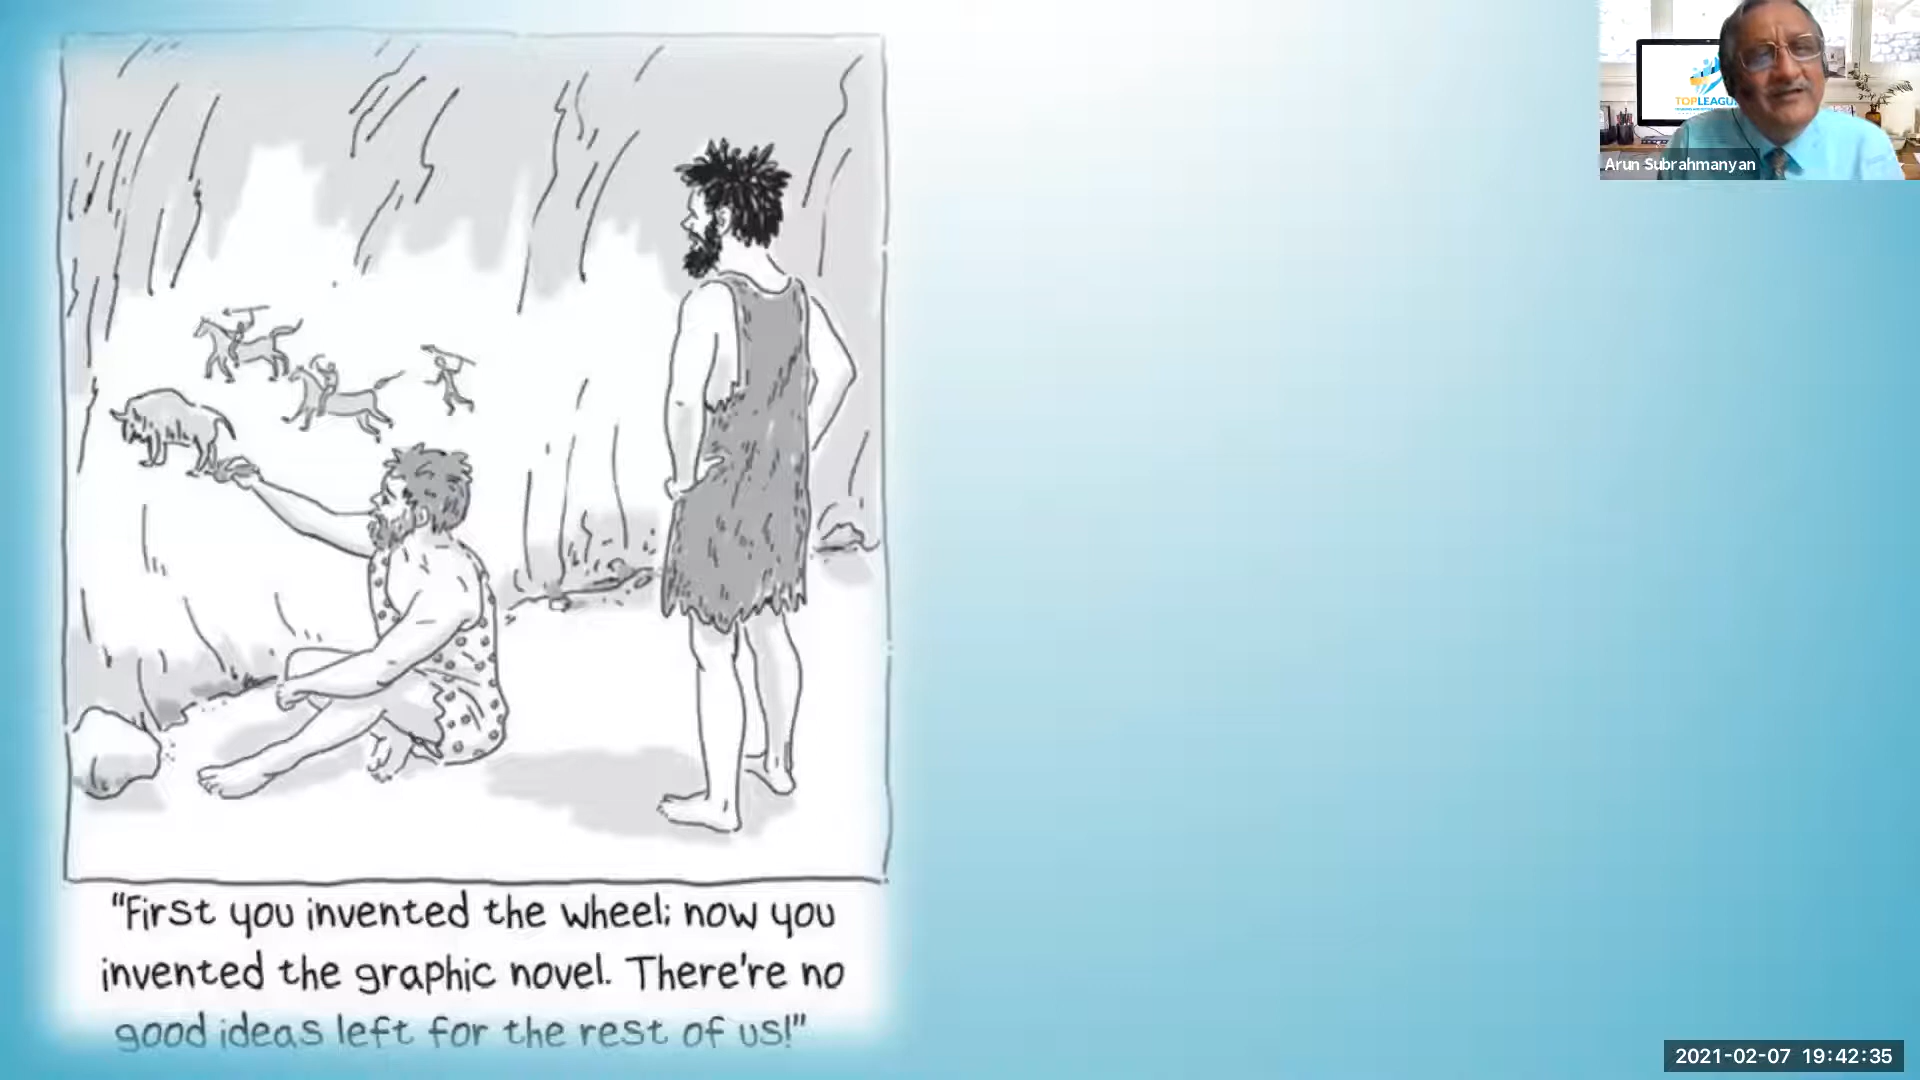 "First you invented the wheel; now you
invented the graphic novel. There're no
good ideas left for the rest of us!"
TOPLEAGU
Arun Subrahmanyan
2021-02-07 19:42:35